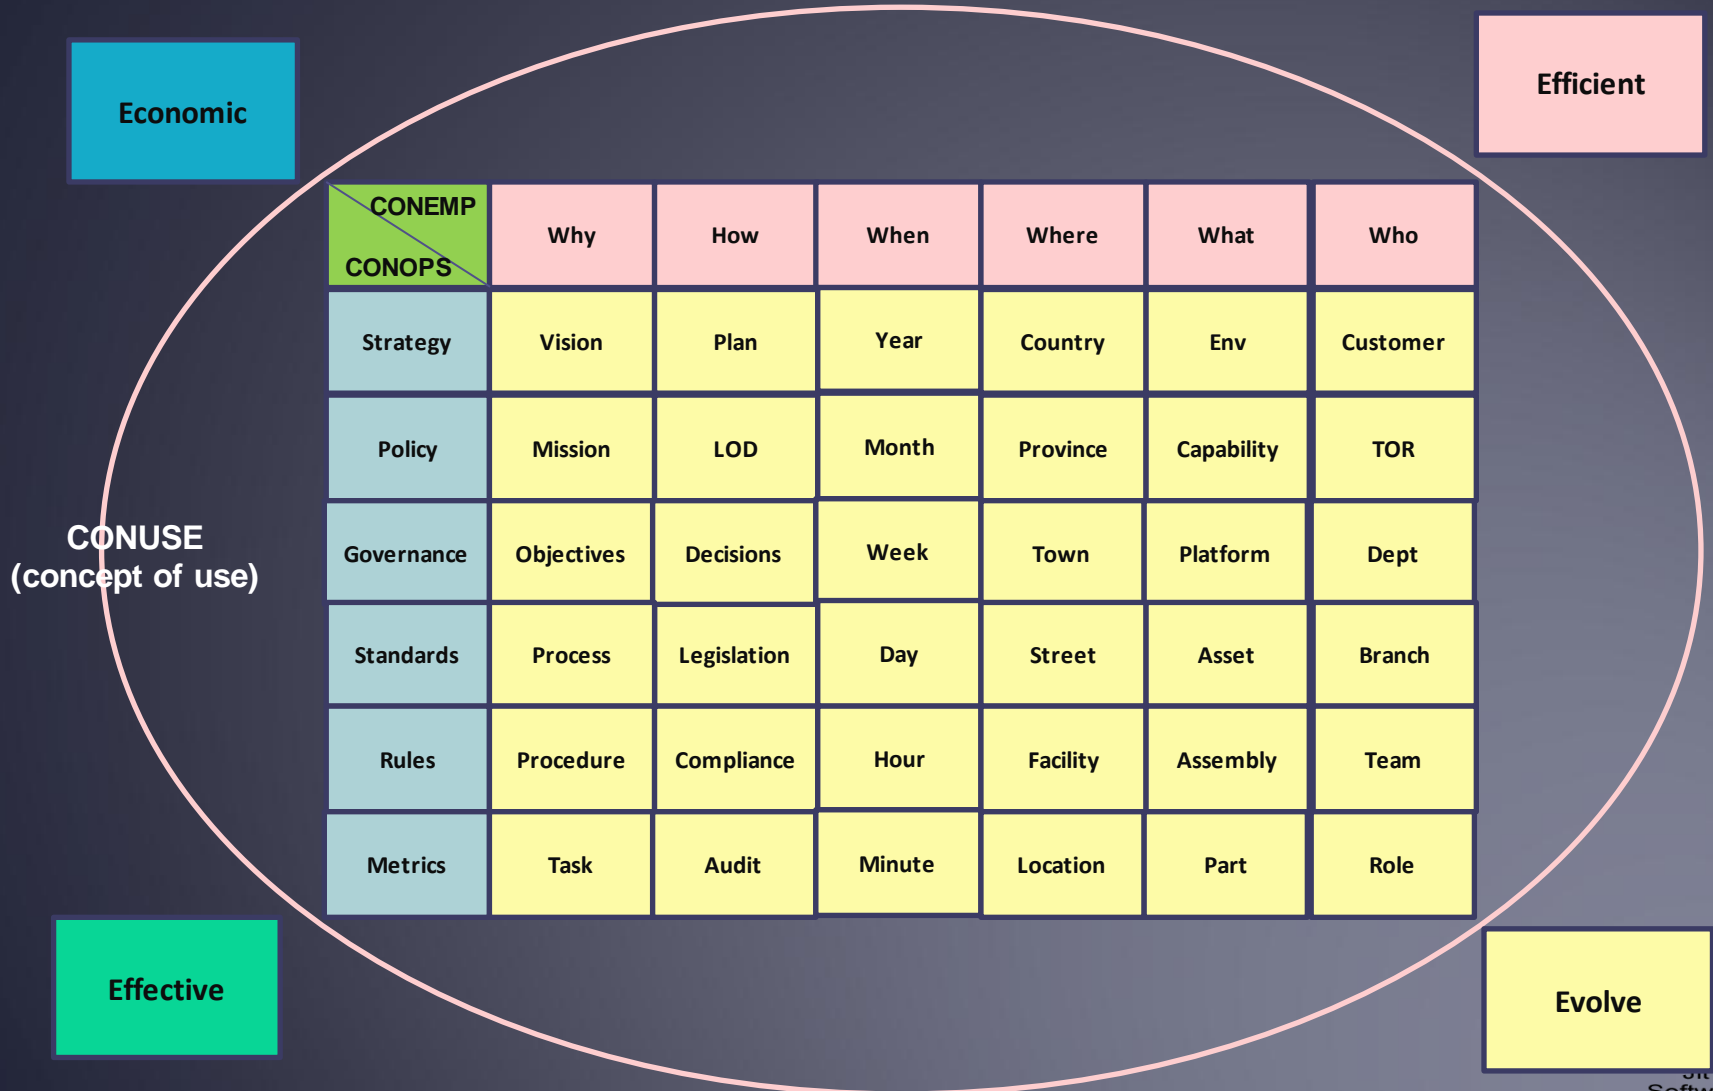 Economic
Efficient
CONEMP
CONOPS
Why
How
When
Where
What
Who
Strategy
Vision
Plan
Year
Country
Env
Customer
Policy
Mission
LOD
Month
Province
Capability
TOR
Governance
Objectives
Decisions
Week
Town
Platform
Dept
Standards
Process
Legislation
Day
Street
Asset
Branch
Rules
Procedure
Compliance
Hour
Facility
Assembly
Team
Metrics
Task
Audit
Minute
Location
Part
Role
CONUSE
(concept of use)
Effective
Evolve